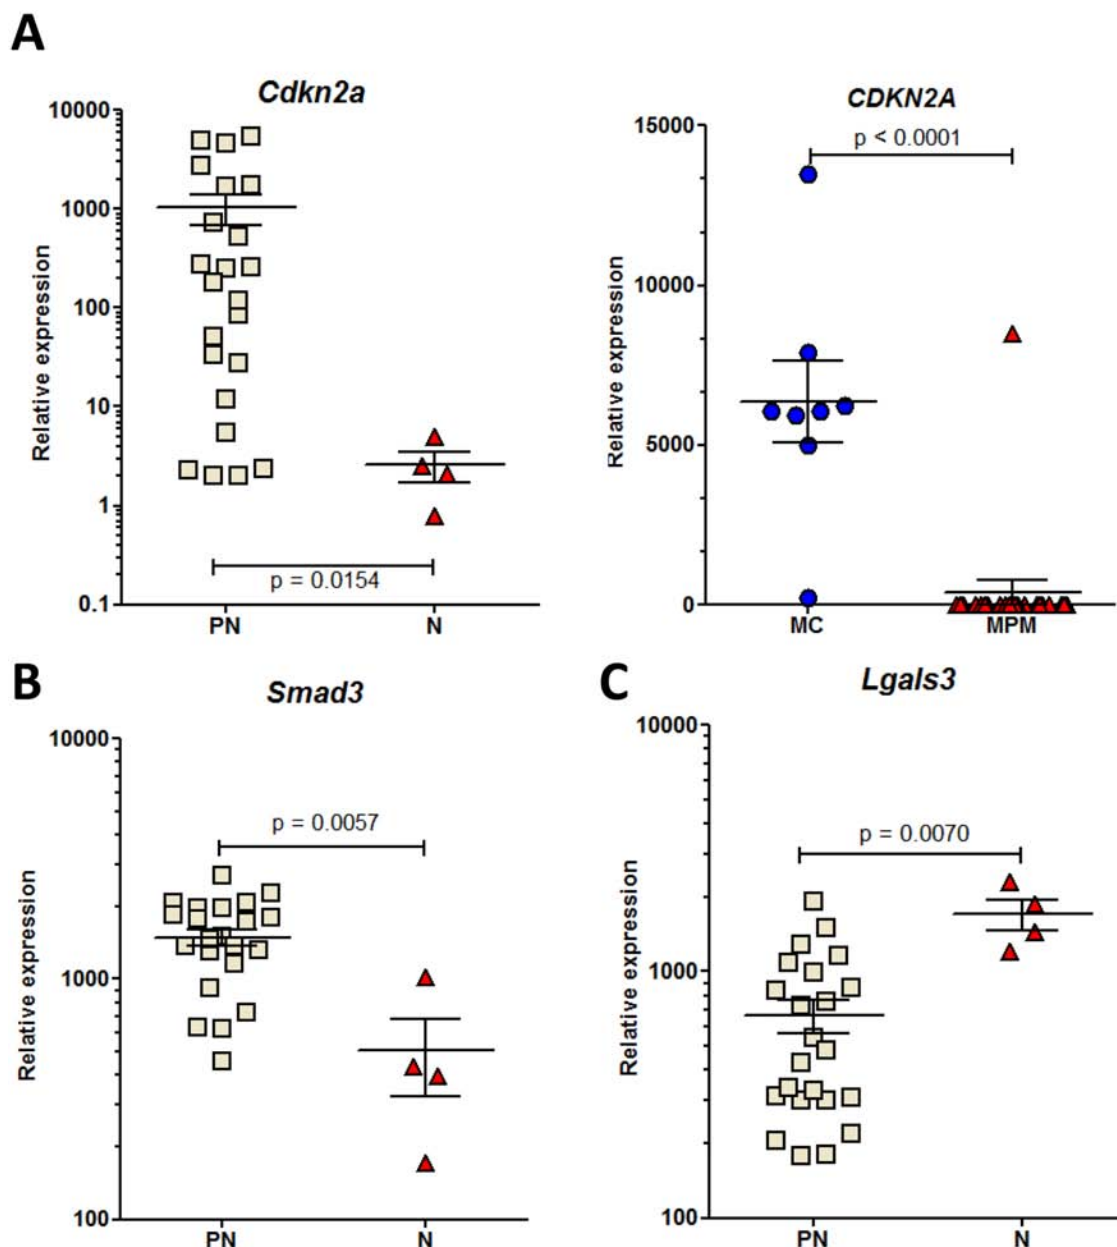 A
Cdkn2a
Relative expression
10000
1000
100
10
1
0.1
p = 0.0154
PN N
CDKN2A
Relative expression
15000
10000
5000
0
p < 0.0001
MC MPM
B
Smad3
Relative expression
10000
1000
100
p = 0.0057
PN N
C
Lgals3
Relative expression
10000
1000
100
p = 0.0070
PN N